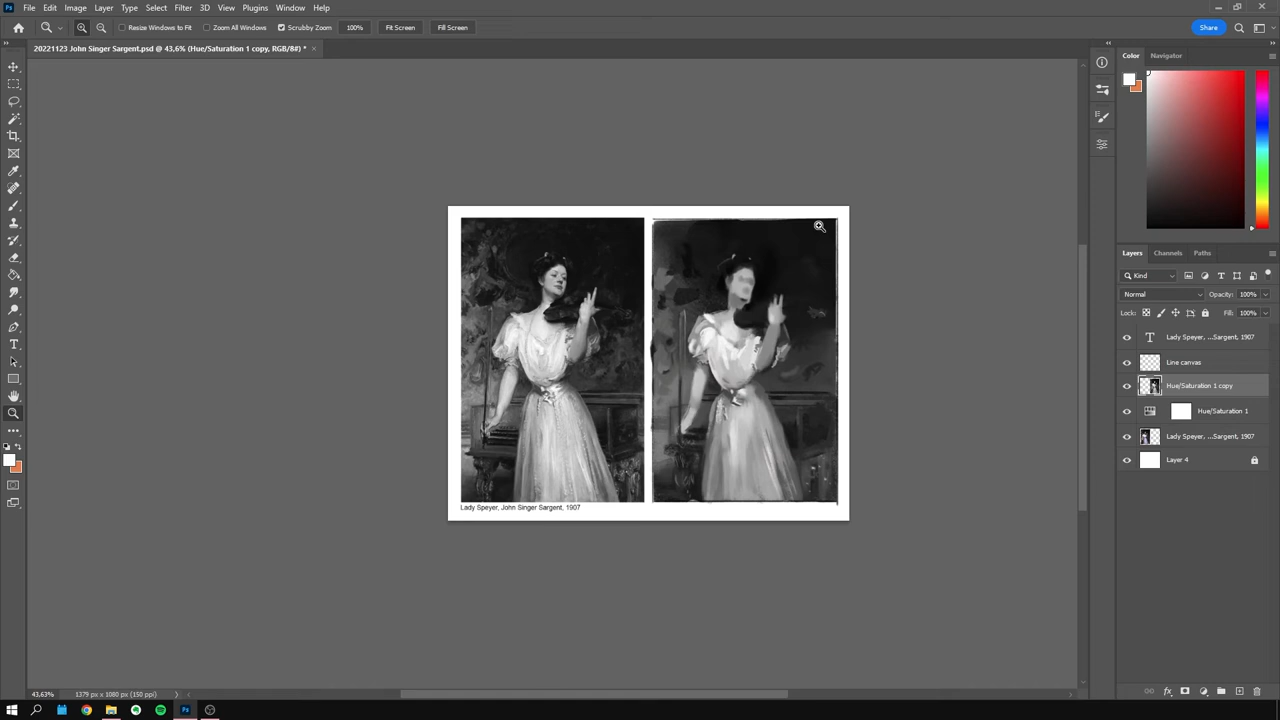 File Edit Image Layer Type Select Filter 3D View Plugins Window Help
Resize Windows to Fit Zoom All Windows Scrubby Zoom 100% Fit Screen Fill Screen Share
20221123 John Singer Sargent.psd @ 43,6% (Hue/Saturation 1 copy, RGB/8#) * ×
Color Navigator
Layers Channels Paths
Kind
Normal Opacity: 100%
Lock: Fill: 100%
Lady Speyer, ...Sargent, 1907
Line canvas
Hue/Saturation 1 copy
Hue/Saturation 1
Lady Speyer, ...Sargent, 1907
Layer 4
Lady Speyer, John Singer Sargent, 1907
43,63% 1379 px x 1080 px (150 ppi)